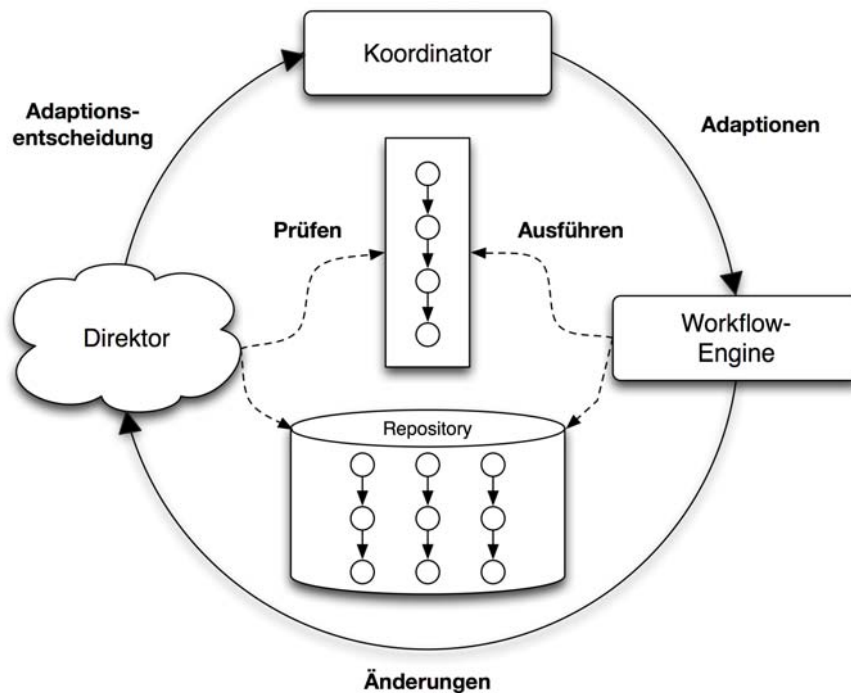 Koordinator
Adaptions-
entscheidung
Adaptionen
Prüfen
Ausführen
Direktor
Workflow-
Engine
Repository
Änderungen